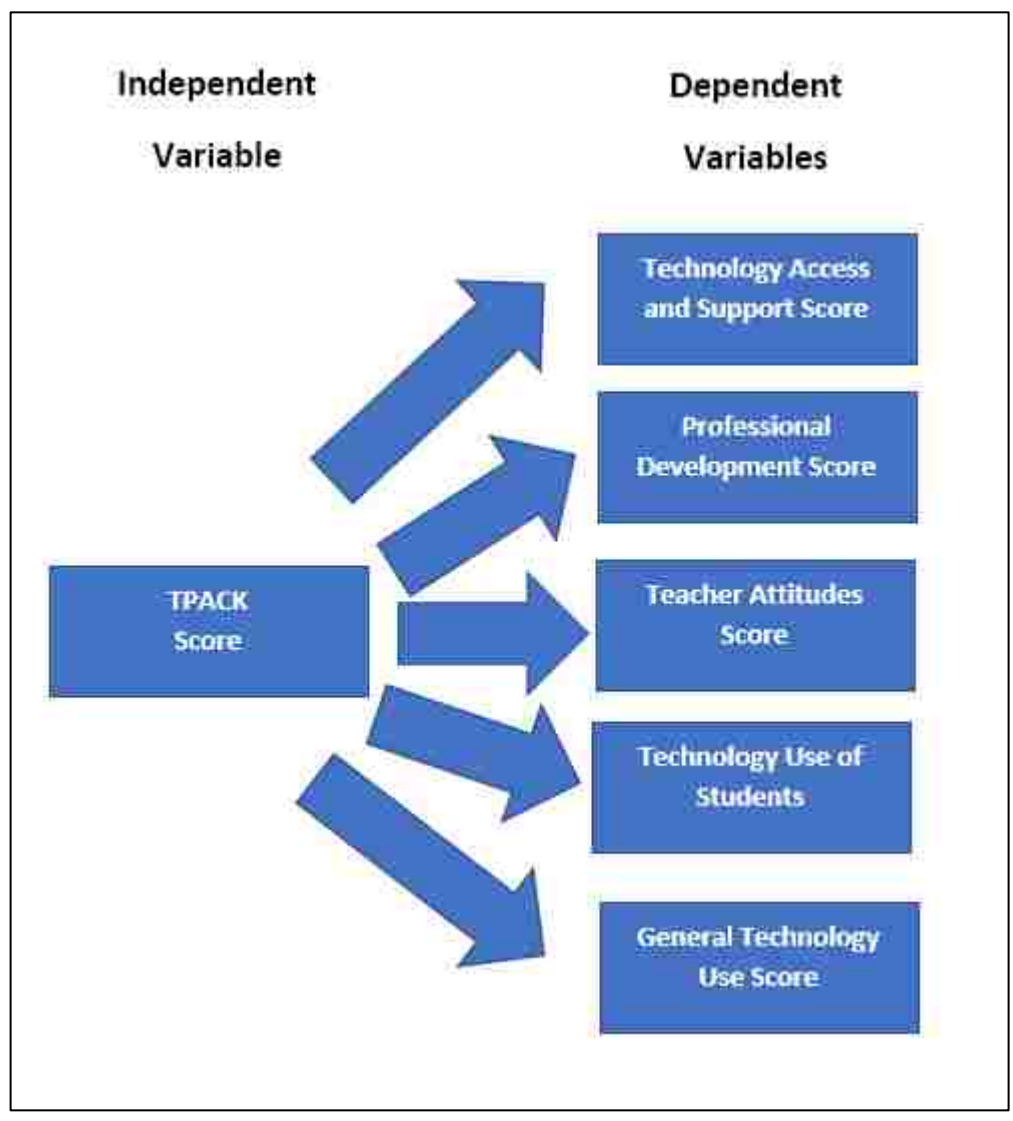 Independent
Variable
Dependent
Variables
Technology Access
and Support Score
Professional
Development Score
TPACK
Score
Teacher Attitudes
Score
Technology Use of
Students
General Technology
Use Score